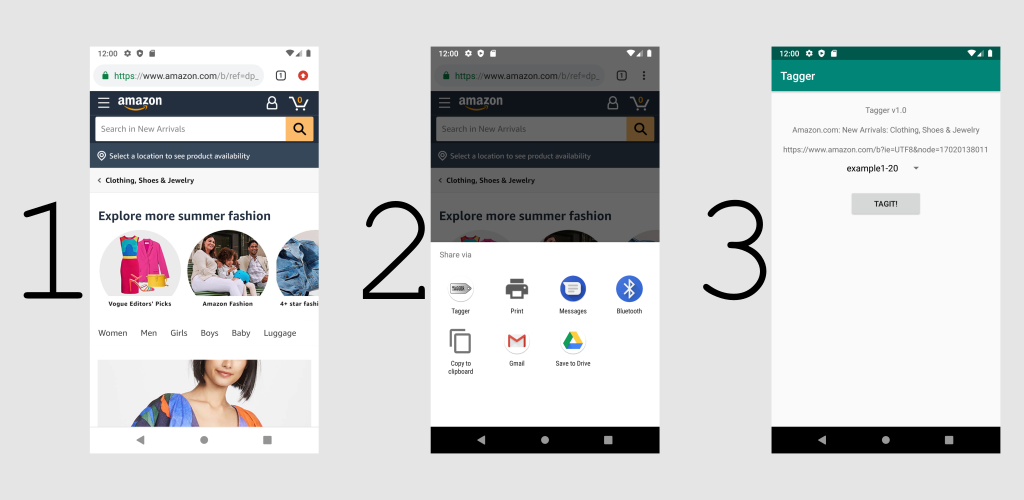 1
12:00
https://www.amazon.com/b/ref=dp_
1
amazon
0
Search in New Arrivals
Select a location to see product availability
Clothing, Shoes & Jewelry
Explore more summer fashion
Vogue Editors' Picks
Amazon Fashion
4+ star fashi
Women Men Girls Boys Baby Luggage
2
12:00
https://www.amazon.com/b/ref=dp_
1
amazon
0
Search in New Arrivals
Select a location to see product availability
Clothing, Shoes & Jewelry
Explore more summer fashion
Share via
TAGGER
Tagger
Print
Messages
Bluetooth
Copy to
clipboard
Gmail
Save to Drive
3
12:00
Tagger
Tagger v1.0
Amazon.com: New Arrivals: Clothing, Shoes & Jewelry
https://www.amazon.com/b?ie=UTF8&node=17020138011
example1-20
TAGIT!